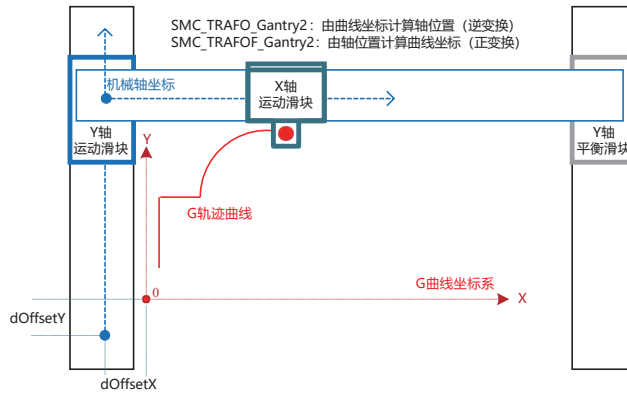 SMC_TRAFO_Gantry2：由曲线坐标计算轴位置（逆变换）
SMC_TRAFOF_Gantry2：由轴位置计算曲线坐标（正变换）
机械轴坐标
X轴
运动滑块
Y轴
运动滑块
Y轴
平衡滑块
Y
G轨迹曲线
G曲线坐标系
0
X
dOffsetY
dOffsetX